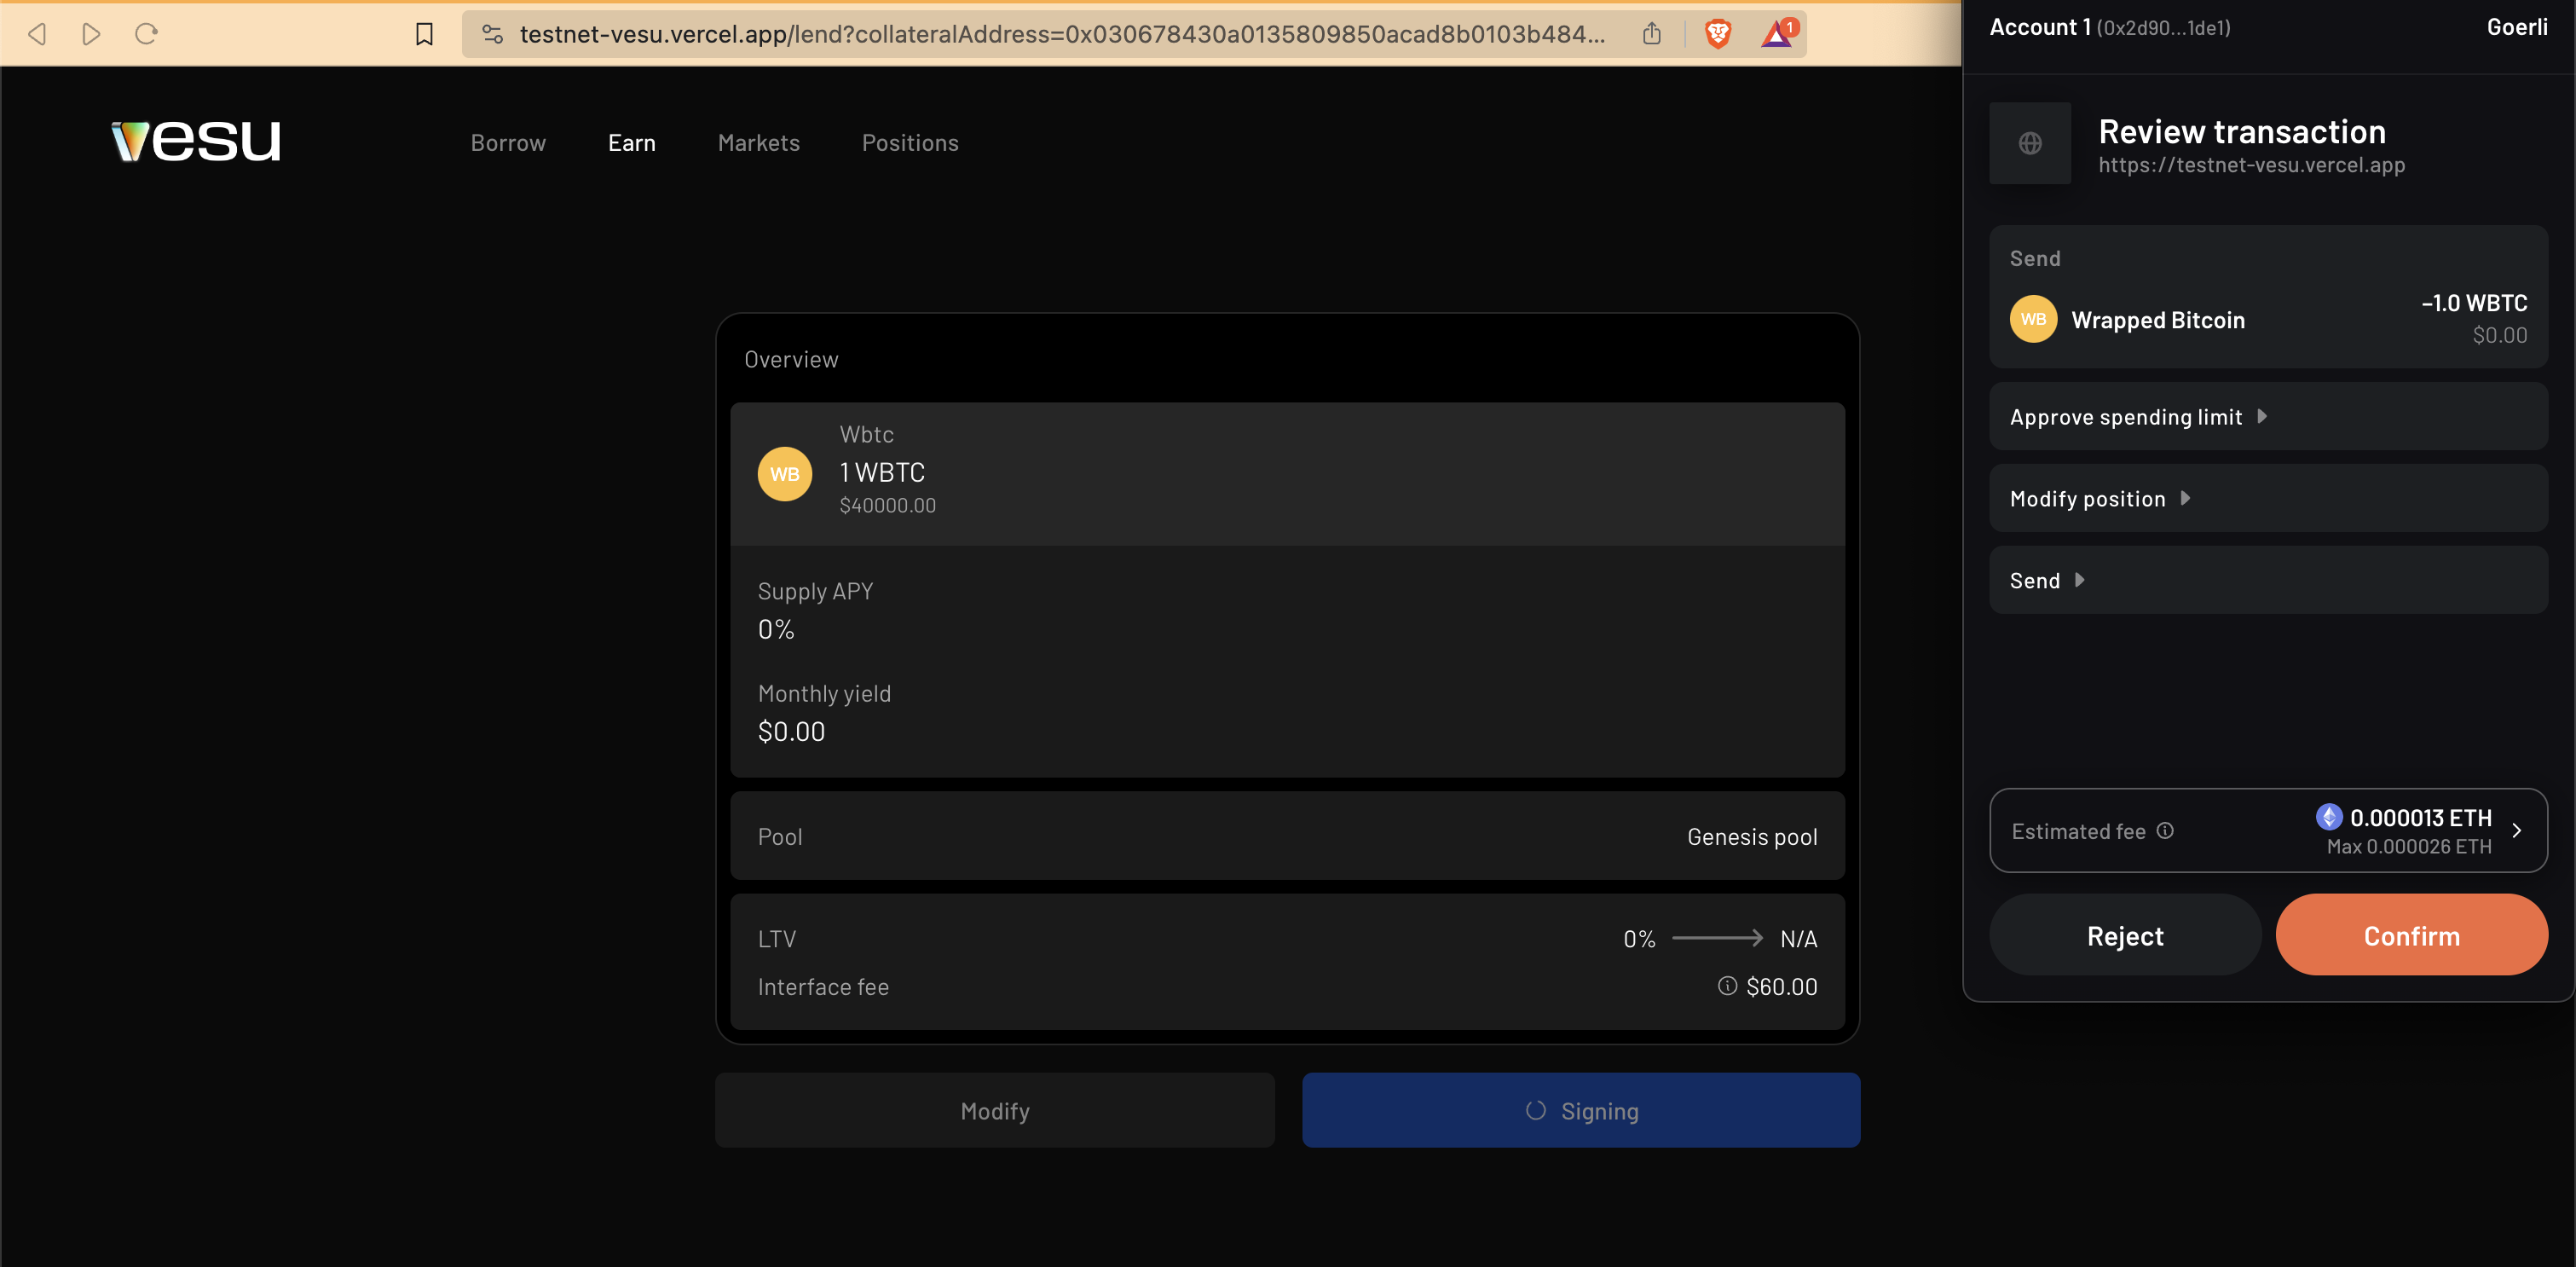 testnet-vesu.vercel.app/lend?collateralAddress=0x030678430a0135809850acad8b0103b484...
1
vesu
Borrow
Earn
Markets
Positions
Overview
WB
Wbtc
1 WBTC
$40000.00
Supply APY
0%
Monthly yield
$0.00
Pool
Genesis pool
LTV
0%
N/A
Interface fee
$60.00
Modify
Signing
Account 1 (0x2d90...1de1)
Goerli
Review transaction
https://testnet-vesu.vercel.app
Send
WB
Wrapped Bitcoin
−1.0 WBTC
$0.00
Approve spending limit
Modify position
Send
Estimated fee
0.000013 ETH
Max 0.000026 ETH
Reject
Confirm